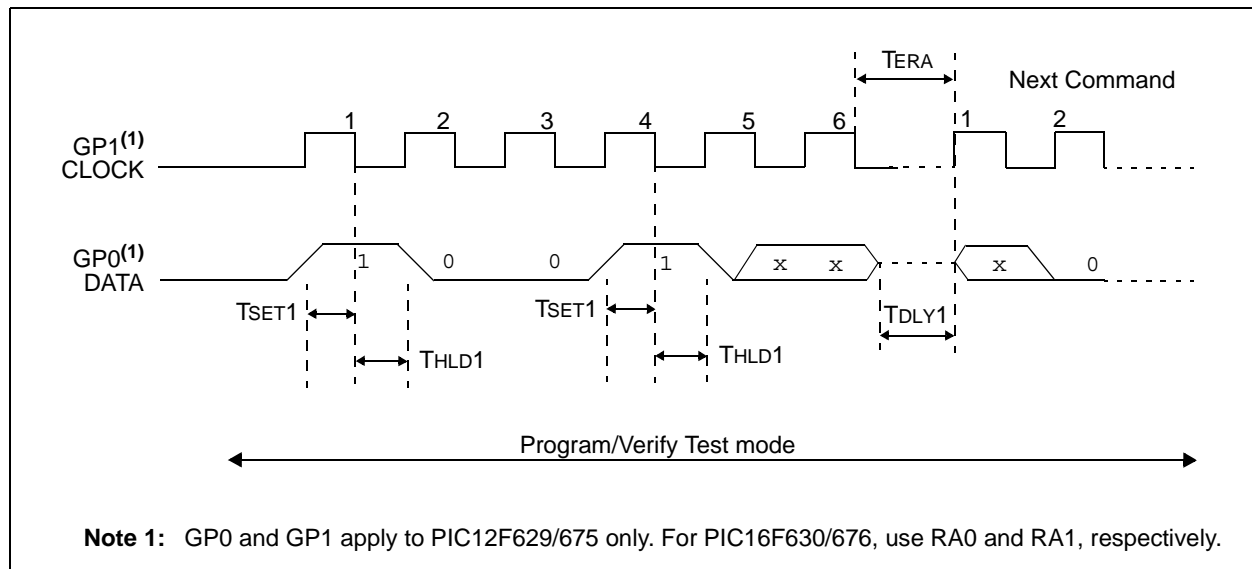 TERA
Next Command
1 2 3 4 5 6 1 2
GP1(1)
CLOCK
GP0(1)
DATA
1 0 0 1 x x x 0
TSET1 TSET1 TDLY1
THLD1 THLD1
Program/Verify Test mode
Note 1: GP0 and GP1 apply to PIC12F629/675 only. For PIC16F630/676, use RA0 and RA1, respectively.